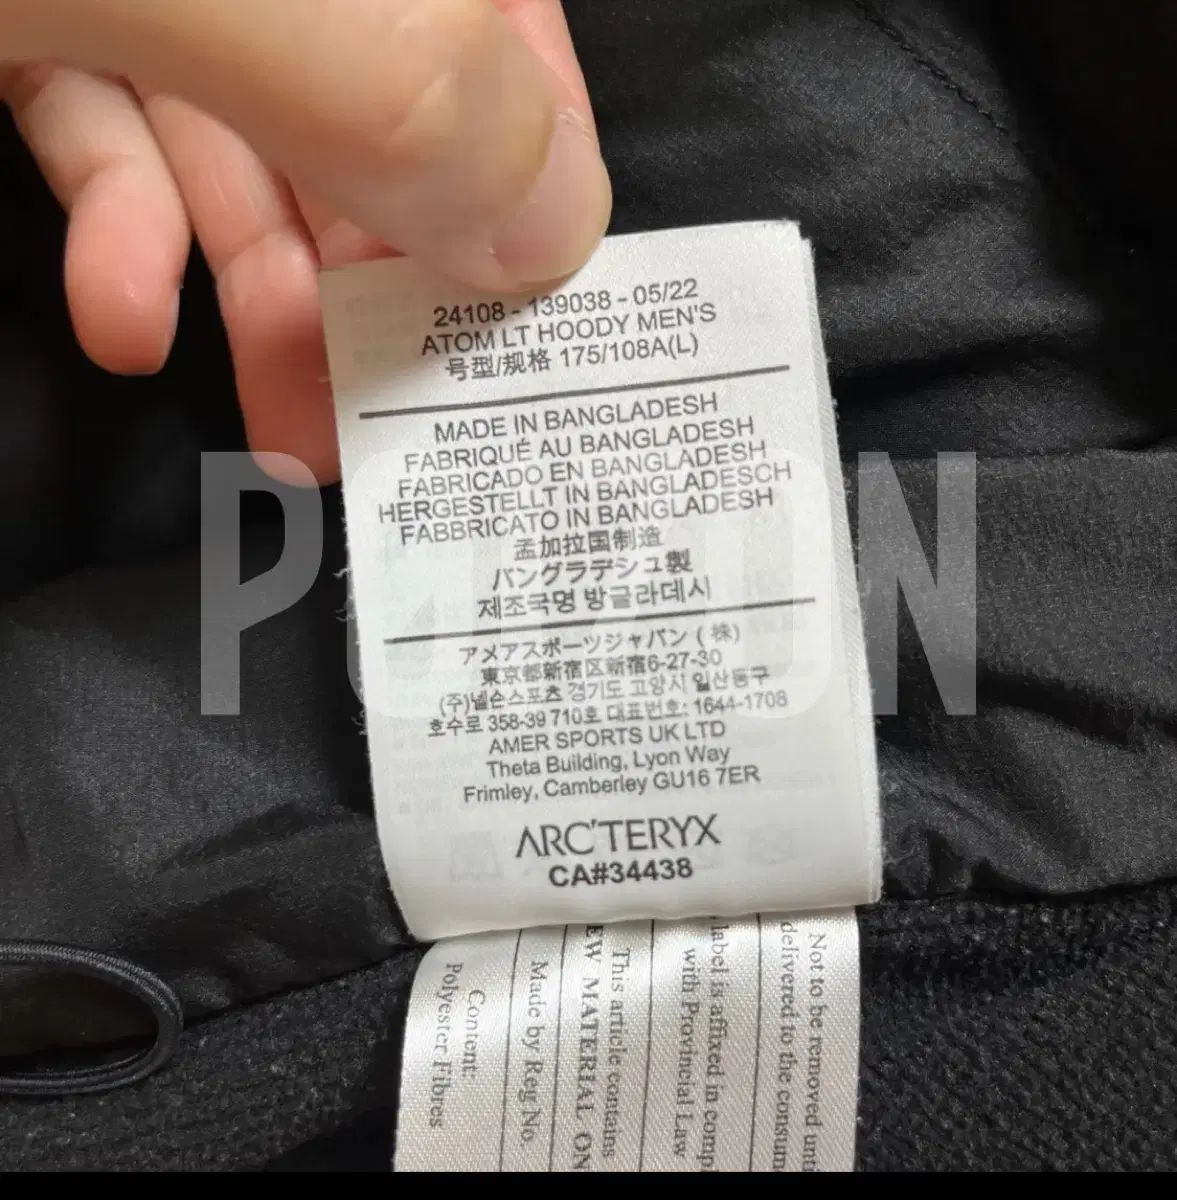 24108 - 139038 - 05/22
ATOM LT HOODY MEN'S
号型/规格 175/108A(L)
MADE IN BANGLADESH
FABRIQUÉ AU BANGLADESH
FABRICADO EN BANGLADESH
HERGESTELLT IN BANGLADESCH
FABBRICATO IN BANGLADESH
孟加拉国制造
バングラデシュ製
제조국명 방글라데시
アメアスポーツジャパン (株)
東京都新宿区新宿6-27-30
(주)넬슨스포츠 경기도 고양시 일산동구
호수로 358-39 710호 대표번호: 1644-1708
AMER SPORTS UK LTD
Theta Building, Lyon Way
Frimley, Camberley GU16 7ER
ARC'TERYX
CA#34438
POIZON
Not to be removed unti
delivered to the consum
label is affixed in compl
with Provincial Law
This article contains
EW MATERIAL ON
Made by Reg No.
Content:
Polyester Fibres